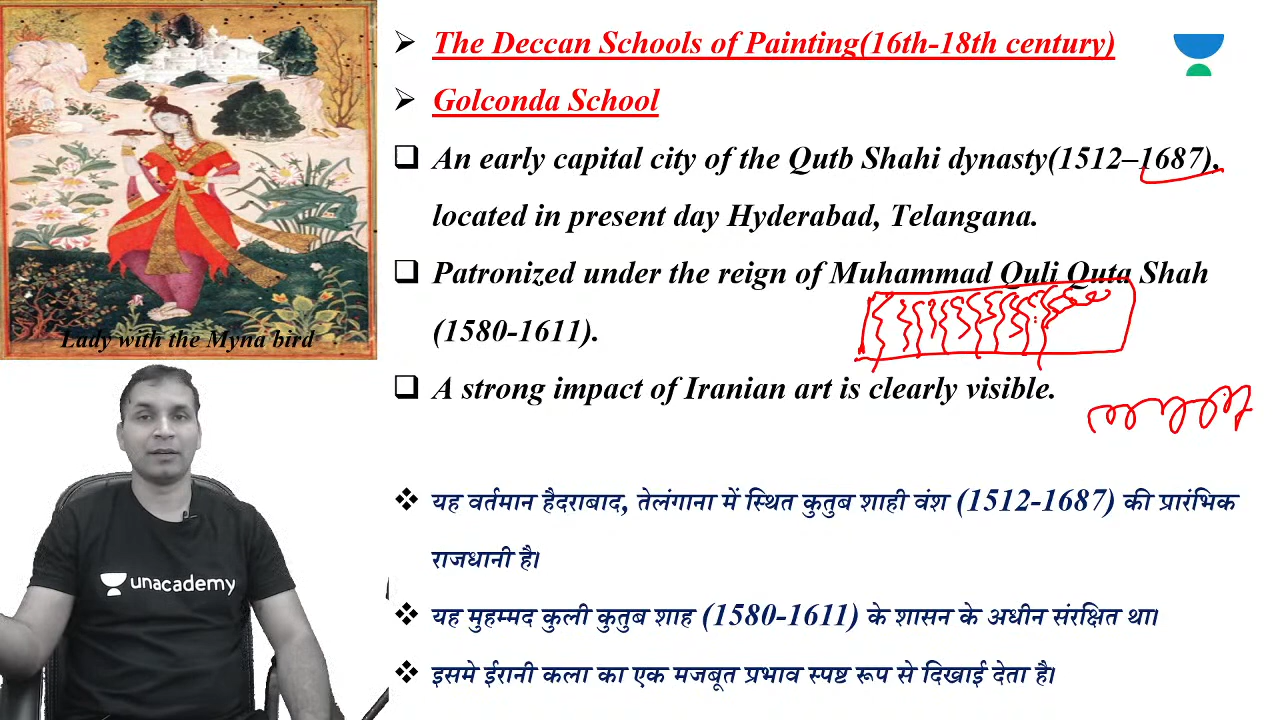 The Deccan Schools of Painting(16th-18th century)
Golconda School
An early capital city of the Qutb Shahi dynasty(1512–1687),
located in present day Hyderabad, Telangana.
Patronized under the reign of Muhammad Quli Quta Shah
(1580-1611).
Lady with the Myna bird
A strong impact of Iranian art is clearly visible.
यह वर्तमान हैदराबाद, तेलंगाना में स्थित कुतुब शाही वंश (1512-1687) की प्रारंभिक
राजधानी है।
यह मुहम्मद कुली कुतुब शाह (1580-1611) के शासन के अधीन संरक्षित था।
इसमे ईरानी कला का एक मजबूत प्रभाव स्पष्ट रूप से दिखाई देता है।
unacademy